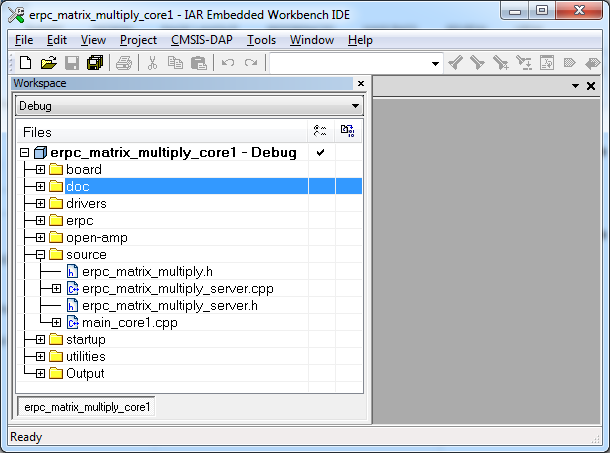 erpc_matrix_multiply_core1 - IAR Embedded Workbench IDE
File Edit View Project CMSIS-DAP Tools Window Help
Workspace
Debug
Files
erpc_matrix_multiply_core1 - Debug
board
doc
drivers
erpc
open-amp
source
erpc_matrix_multiply.h
erpc_matrix_multiply_server.cpp
erpc_matrix_multiply_server.h
main_core1.cpp
startup
utilities
Output
erpc_matrix_multiply_core1
Ready